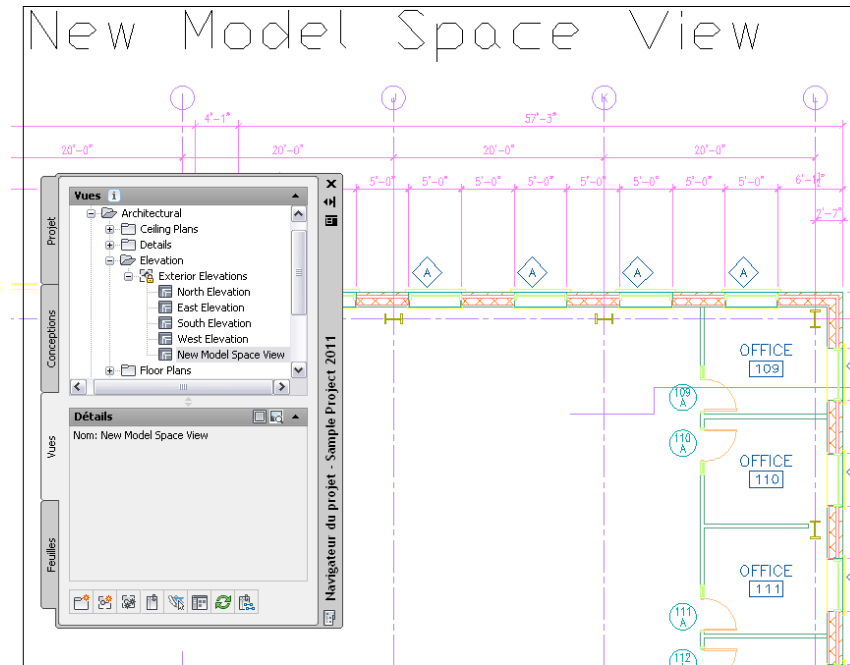 New Model Space View
J
K
L
4'-1"
57'-3"
20'-0"
20'-0"
20'-0"
20'-0"
5'-0"
5'-0"
5'-0"
5'-0"
5'-0"
5'-0"
5'-0"
5'-0"
2'-7"
A
A
A
A
Projet
Conceptions
Vues
Feuilles
Vues
Architectural
Ceiling Plans
Details
Elevation
Exterior Elevations
North Elevation
East Elevation
South Elevation
West Elevation
New Model Space View
Floor Plans
Détails
Nom: New Model Space View
Navigateur du projet - Sample Project 2011
OFFICE
109
109
A
110
A
OFFICE
110
OFFICE
111
111
A
112